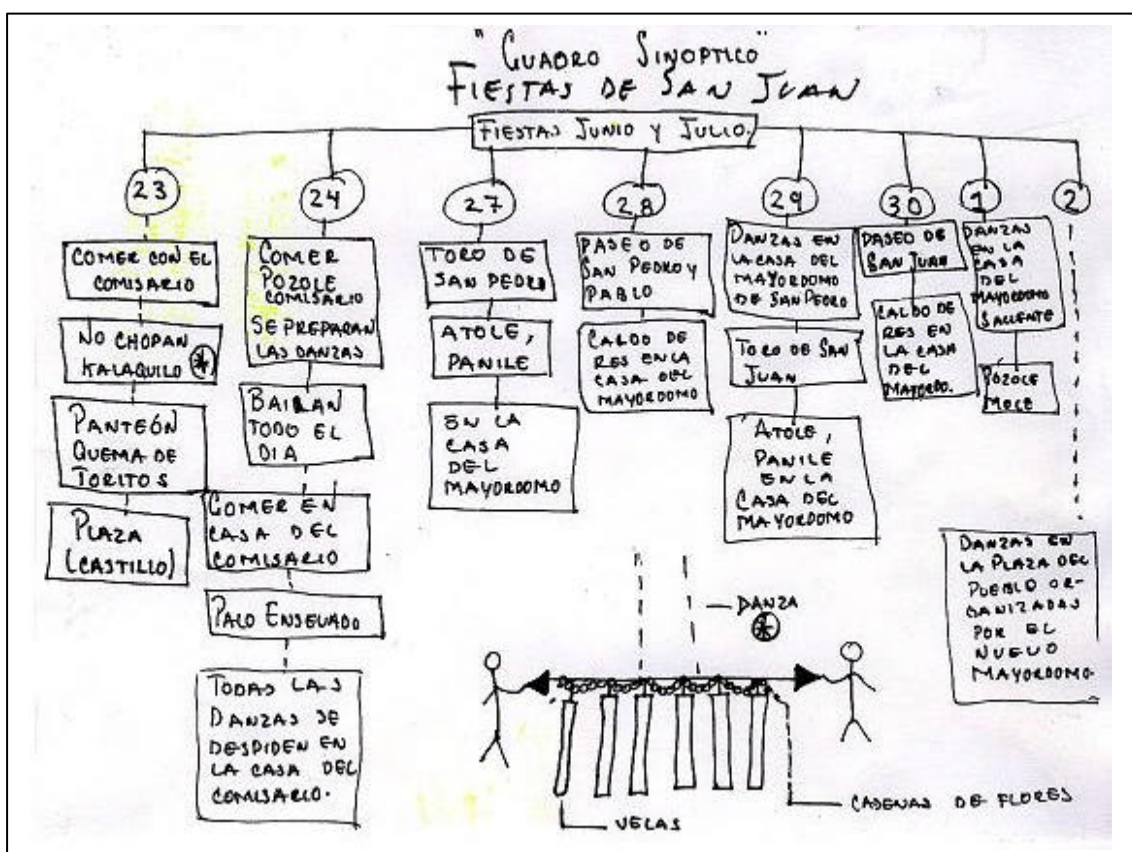 "CUADRO SINOPTICO"
FIESTAS DE SAN JUAN
FIESTAS JUNIO Y JULIO.
23
COMER CON EL
COMISARIO
NO CHOPAN
KALAQUILO *
PANTEÓN
QUEMA DE
TORITOS
PLAZA
(CASTILLO)
24
COMER
POZOLE
COMISARIO
SE PREPARAN
LAS DANZAS
BAILAN
TODO EL
DIA
COMER EN
CASA DEL
COMISARIO
PALO ENSEVADO
TODAS LAS
DANZAS SE
DESPIDEN EN
LA CASA DEL
COMISARIO.
27
TORO DE
SAN PEDRO
ATOLE,
PANILE
EN LA
CASA
DEL
MAYORDOMO
28
PASEO DE
SAN PEDRO Y
PABLO
CALDO DE
RES EN LA
CASA DEL
MAYORDOMO
29
DANZAS EN
LA CASA DEL
MAYORDOMO
DE SAN PEDRO
TORO DE SAN
JUAN
ATOLE,
PANILE
EN LA
CASA DEL
MAYORDOMO
30
PASEO DE
SAN JUAN
CALDO DE
RES EN
LA CASA
DEL
MAYORDO.
1
DANZAS
EN LA
CASA
DEL
MAYORDOMO
SALIENTE
POZOLE
MOLE
2
DANZAS EN
LA PLAZA DEL
PUEBLO OR-
GANIZADAS
POR EL
NUEVO
MAYORDOMO.
DANZA
*
CADENAS DE FLORES
VELAS